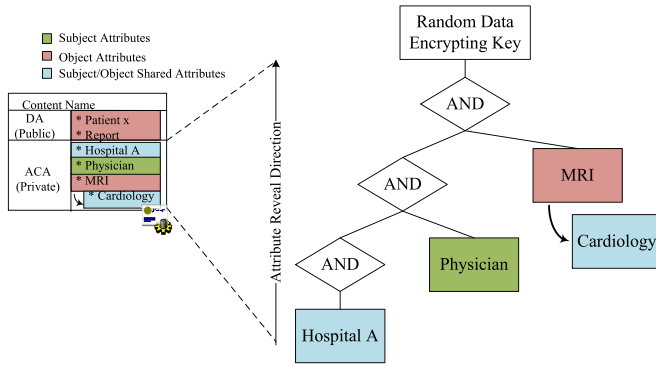 Subject Attributes
Object Attributes
Subject/Object Shared Attributes
Content Name
DA
(Public)
* Patient x
* Report
ACA
(Private)
* Hospital A
* Physician
* MRI
* Cardiology
Attribute Reveal Direction
Random Data
Encrypting Key
AND
AND
MRI
Cardiology
AND
Physician
Hospital A